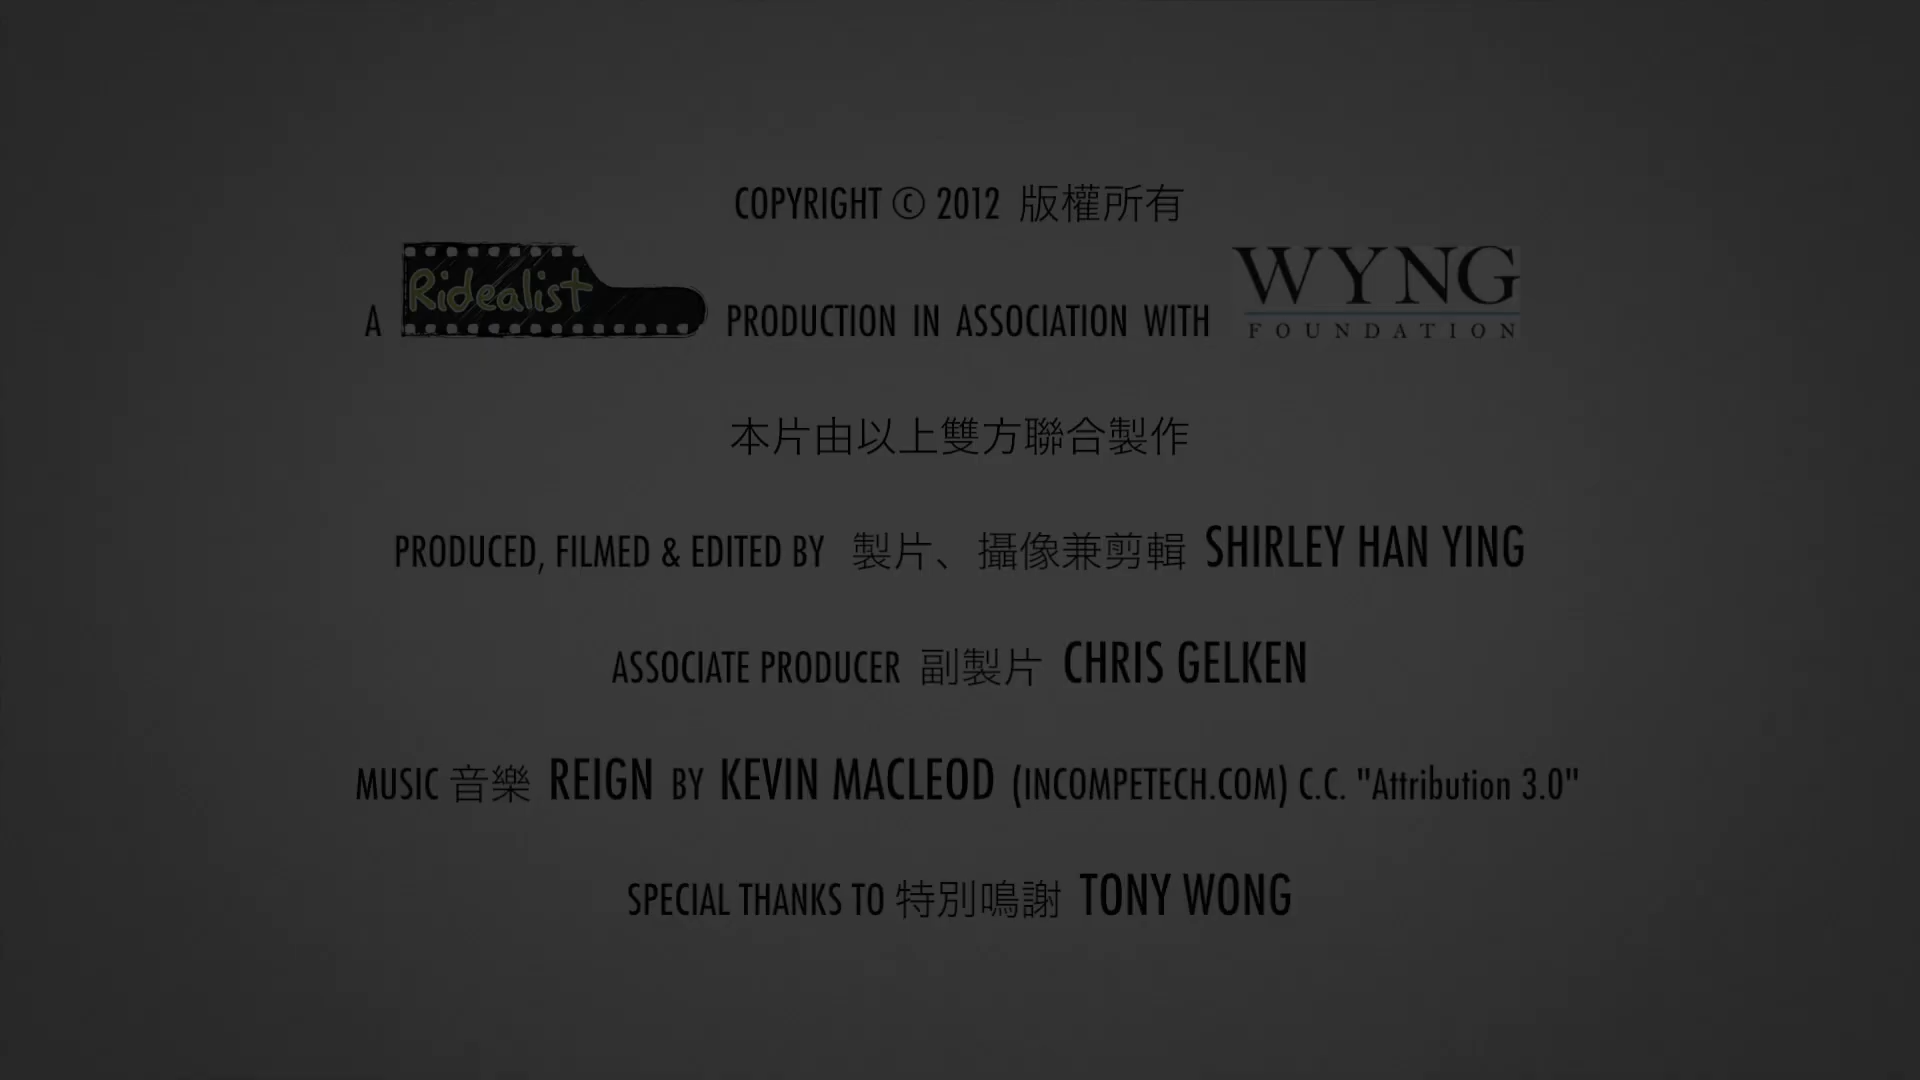 COPYRIGHT © 2012 版權所有
A Ridealist PRODUCTION IN ASSOCIATION WITH WYNG FOUNDATION
本片由以上雙方聯合製作
PRODUCED, FILMED & EDITED BY 製片、攝像兼剪輯 SHIRLEY HAN YING
ASSOCIATE PRODUCER 副製片 CHRIS GELKEN
MUSIC 音樂 REIGN BY KEVIN MACLEOD (INCOMPETECH.COM) C.C. "Attribution 3.0"
SPECIAL THANKS TO 特別鳴謝 TONY WONG